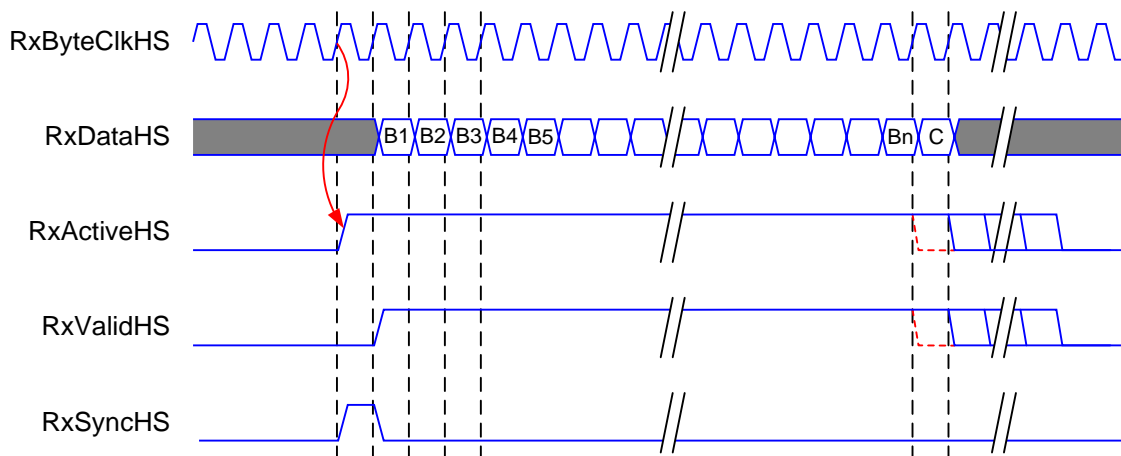 RxByteClkHS
RxDataHS B1 B2 B3 B4 B5 Bn C
RxActiveHS
RxValidHS
RxSyncHS